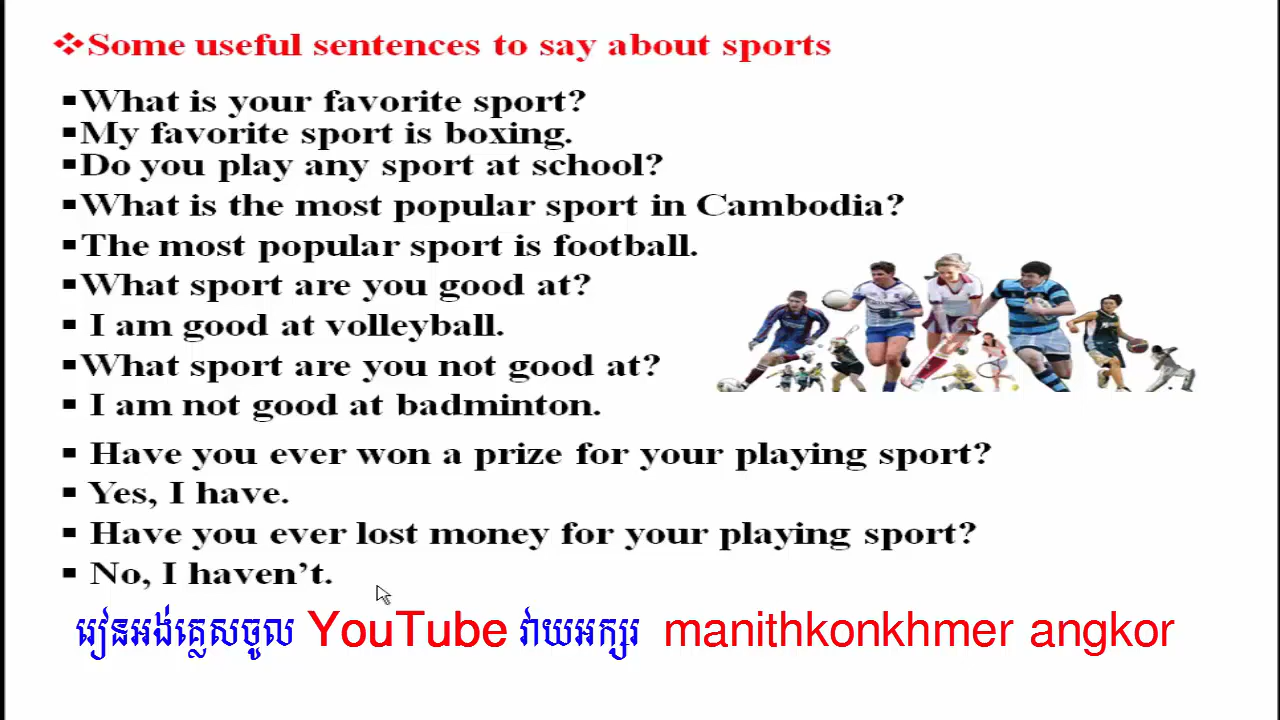 ❖Some useful sentences to say about sports
▪What is your favorite sport?
▪My favorite sport is boxing.
▪Do you play any sport at school?
▪What is the most popular sport in Cambodia?
▪The most popular sport is football.
▪What sport are you good at?
▪ I am good at volleyball.
▪What sport are you not good at?
▪ I am not good at badminton.
▪ Have you ever won a prize for your playing sport?
▪ Yes, I have.
▪ Have you ever lost money for your playing sport?
▪ No, I haven’t.
រៀនអង់គ្លេសចូល YouTube វាយអក្សរ manithkonkhmer angkor